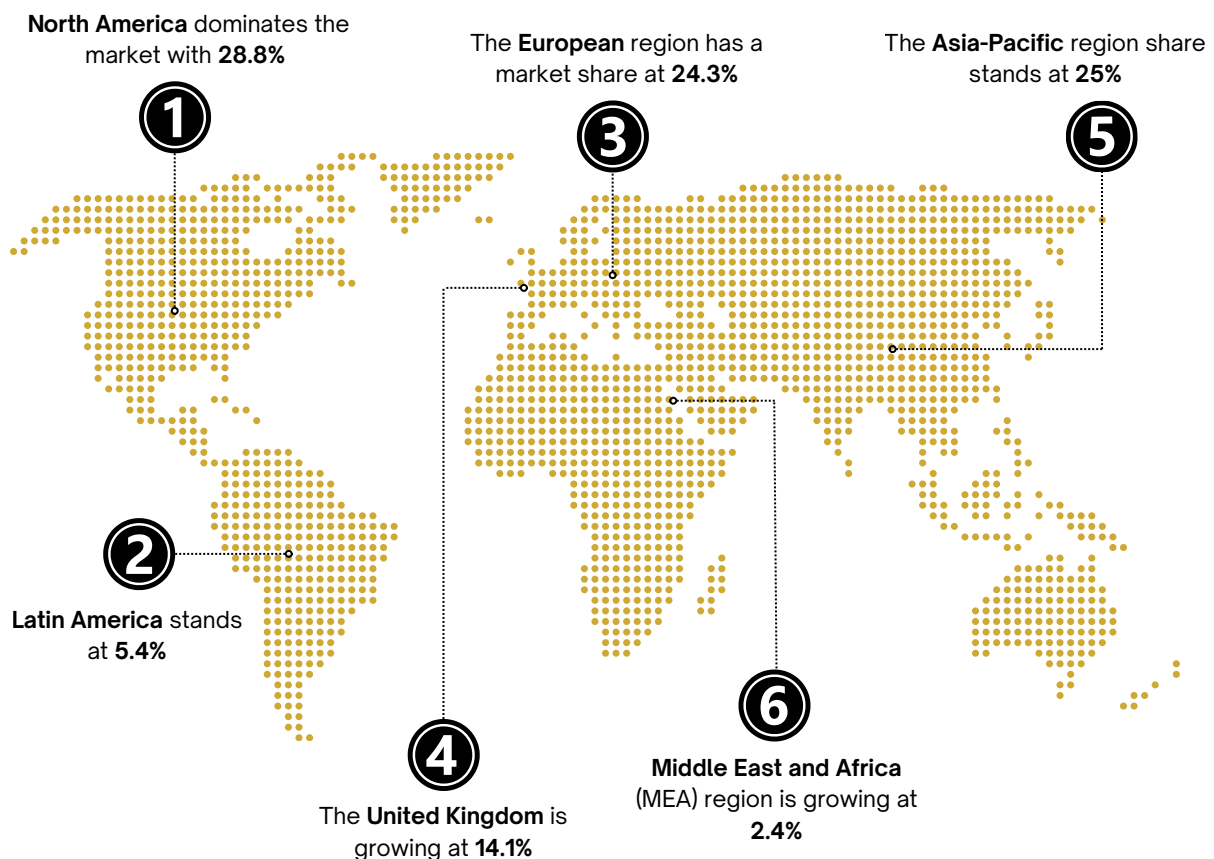 North America dominates the
market with 28.8%
1
The European region has a
market share at 24.3%
3
The Asia-Pacific region share
stands at 25%
5
2
Latin America stands
at 5.4%
4
The United Kingdom is
growing at 14.1%
6
Middle East and Africa
(MEA) region is growing at
2.4%